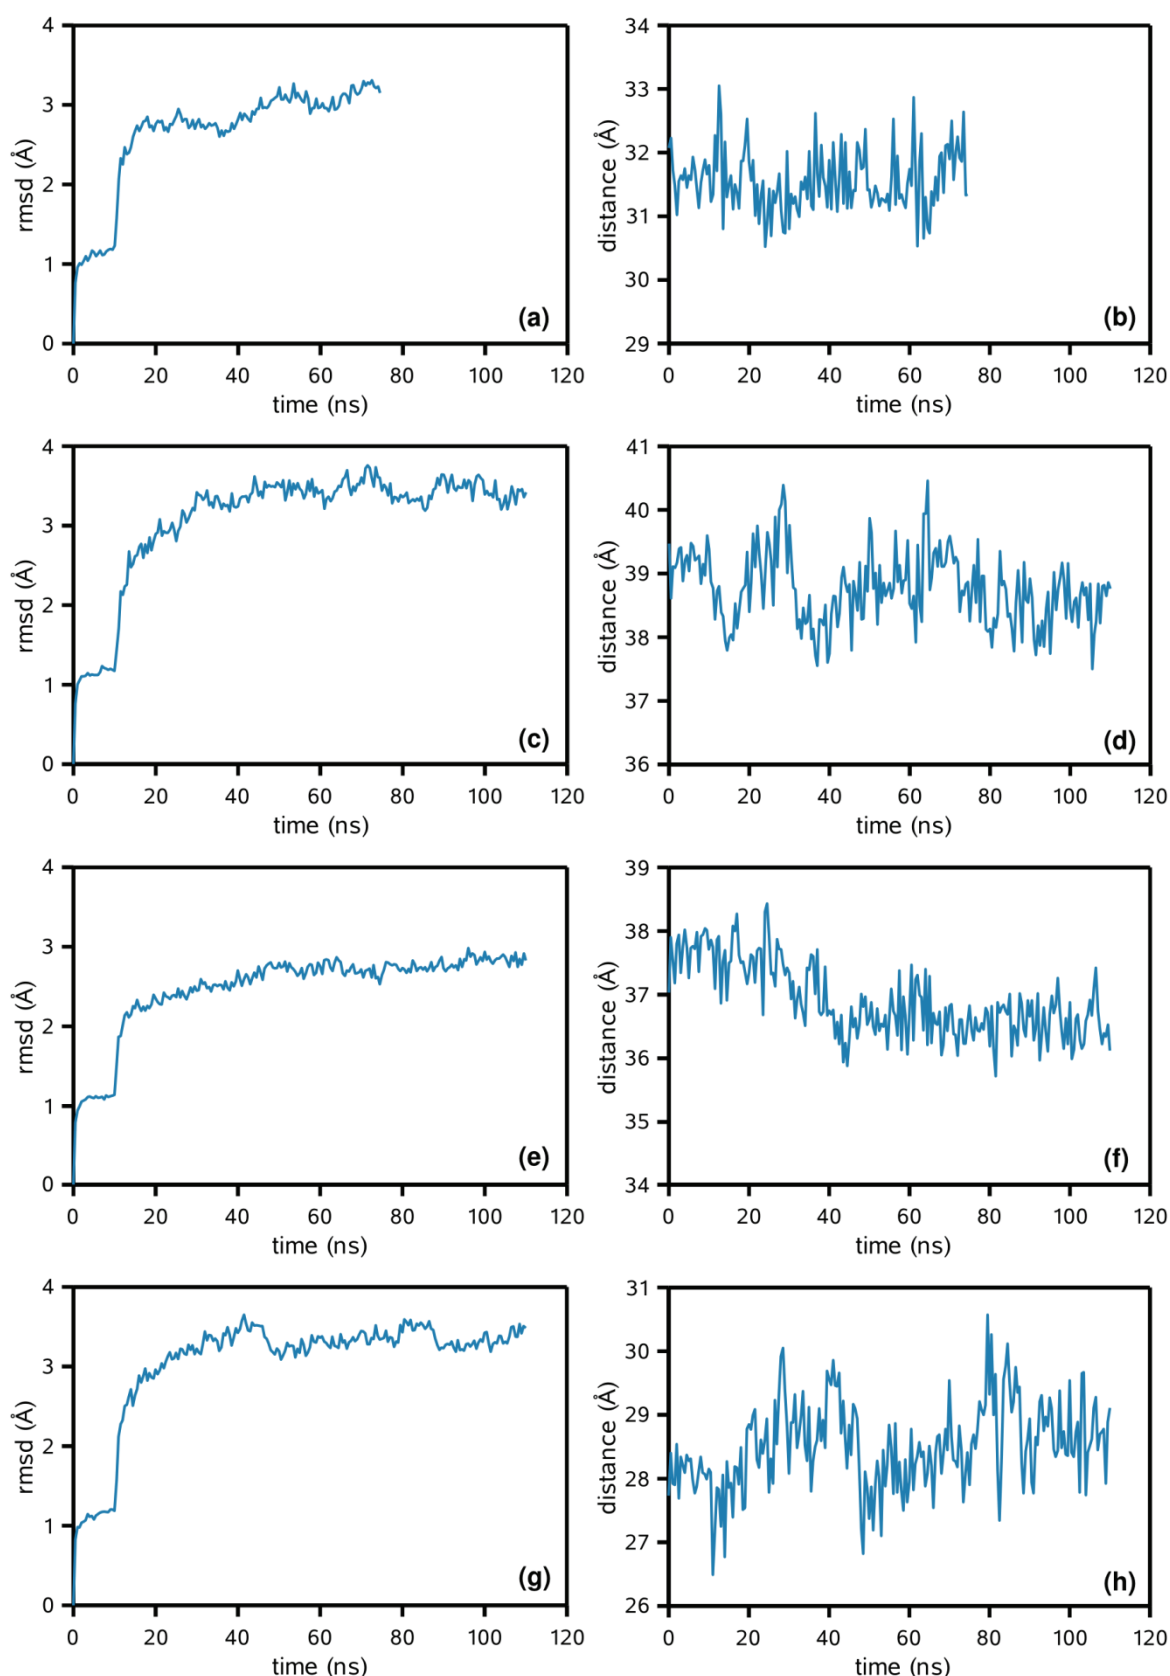 4
3
2
1
0
rmsd (Å)
0 20 40 60 80 100 120
time (ns)
(a)
34
33
32
31
30
29
distance (Å)
0 20 40 60 80 100 120
time (ns)
(b)
4
3
2
1
0
rmsd (Å)
0 20 40 60 80 100 120
time (ns)
(c)
41
40
39
38
37
36
distance (Å)
0 20 40 60 80 100 120
time (ns)
(d)
4
3
2
1
0
rmsd (Å)
0 20 40 60 80 100 120
time (ns)
(e)
39
38
37
36
35
34
distance (Å)
0 20 40 60 80 100 120
time (ns)
(f)
4
3
2
1
0
rmsd (Å)
0 20 40 60 80 100 120
time (ns)
(g)
31
30
29
28
27
26
distance (Å)
0 20 40 60 80 100 120
time (ns)
(h)